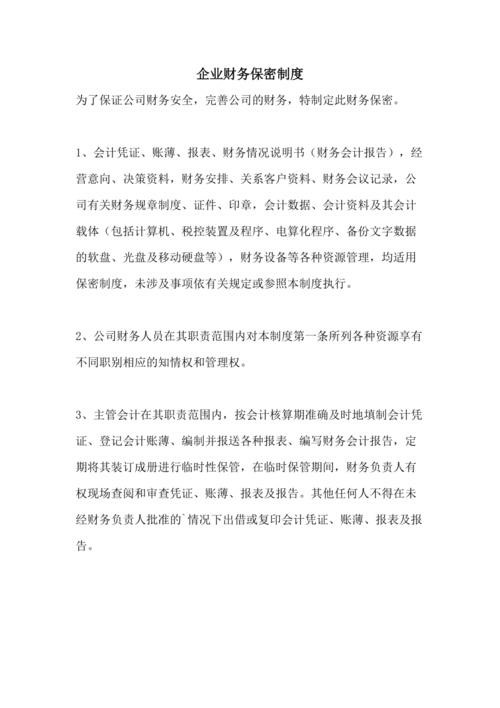 企业财务保密制度
为了保证公司财务安全，完善公司的财务，特制定此财务保密。
1、会计凭证、账薄、报表、财务情况说明书（财务会计报告），经
营意向、决策资料，财务安排、关系客户资料、财务会议记录，公
司有关财务规章制度、证件、印章，会计数据、会计资料及其会计
载体（包括计算机、税控装置及程序、电算化程序、备份文字数据
的软盘、光盘及移动硬盘等），财务设备等各种资源管理，均适用
保密制度，未涉及事项依有关规定或参照本制度执行。
2、公司财务人员在其职责范围内对本制度第一条所列各种资源享有
不同职别相应的知情权和管理权。
3、主管会计在其职责范围内，按会计核算期准确及时地填制会计凭
证、登记会计账薄、编制并报送各种报表、编写财务会计报告，定
期将其装订成册进行临时性保管，在临时保管期间，财务负责人有
权现场查阅和审查凭证、账薄、报表及报告。其他任何人不得在未
经财务负责人批准的`情况下出借或复印会计凭证、账薄、报表及报
告。